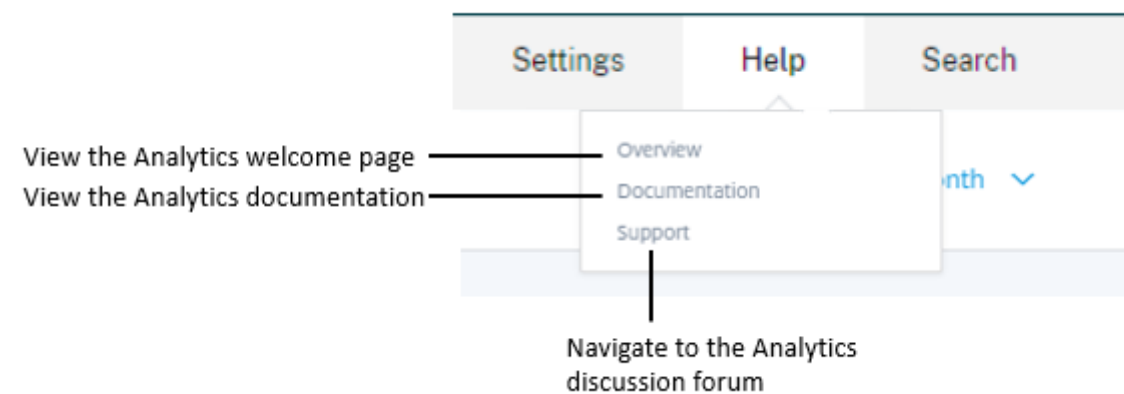 Settings Help Search
Overview
View the Analytics welcome page
Documentation
View the Analytics documentation
nth
Support
Navigate to the Analytics
discussion forum